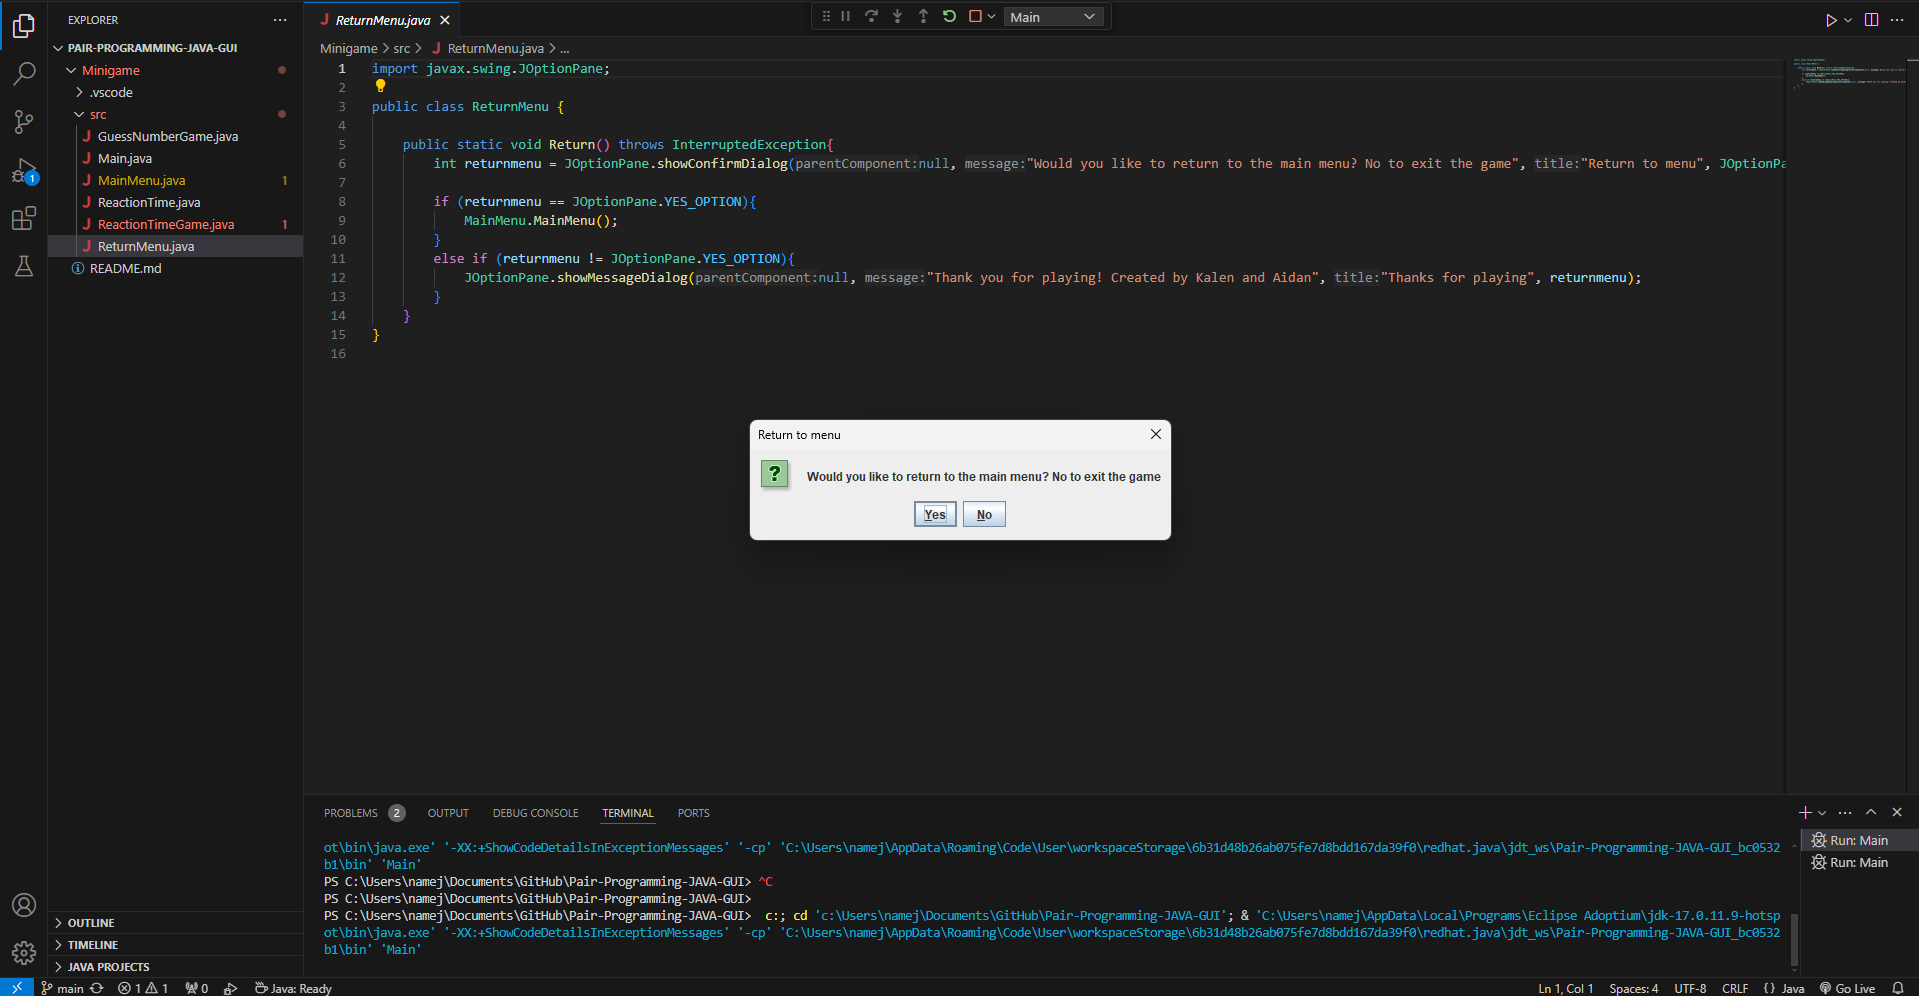 EXPLORER
ReturnMenu.java
Main
PAIR-PROGRAMMING-JAVA-GUI
Minigame
.vscode
src
GuessNumberGame.java
Main.java
MainMenu.java 1
ReactionTime.java
ReactionTimeGame.java 1
ReturnMenu.java
README.md
1
Minigame > src > ReturnMenu.java > ...
1 import javax.swing.JOptionPane;
2
3 public class ReturnMenu {
4
5 public static void Return() throws InterruptedException{
6 int returnmenu = JOptionPane.showConfirmDialog(parentComponent:null, message:"Would you like to return to the main menu? No to exit the game", title:"Return to menu", JOptionPa
7
8 if (returnmenu == JOptionPane.YES_OPTION){
9 MainMenu.MainMenu();
10 }
11 else if (returnmenu != JOptionPane.YES_OPTION){
12 JOptionPane.showMessageDialog(parentComponent:null, message:"Thank you for playing! Created by Kalen and Aidan", title:"Thanks for playing", returnmenu);
13 }
14 }
15 }
16
Return to menu
?
Would you like to return to the main menu? No to exit the game
Yes No
PROBLEMS 2 OUTPUT DEBUG CONSOLE TERMINAL PORTS
ot\bin\java.exe' '-XX:+ShowCodeDetailsInExceptionMessages' '-cp' 'C:\Users\namej\AppData\Roaming\Code\User\workspaceStorage\6b31d48b26ab075fe7d8bdd167da39f0\redhat.java\jdt_ws\Pair-Programming-JAVA-GUI_bc0532
b1\bin' 'Main'
PS C:\Users\namej\Documents\GitHub\Pair-Programming-JAVA-GUI> ^C
PS C:\Users\namej\Documents\GitHub\Pair-Programming-JAVA-GUI>
PS C:\Users\namej\Documents\GitHub\Pair-Programming-JAVA-GUI> c:; cd 'c:\Users\namej\Documents\GitHub\Pair-Programming-JAVA-GUI'; & 'C:\Users\namej\AppData\Local\Programs\Eclipse Adoptium\jdk-17.0.11.9-hotsp
ot\bin\java.exe' '-XX:+ShowCodeDetailsInExceptionMessages' '-cp' 'C:\Users\namej\AppData\Roaming\Code\User\workspaceStorage\6b31d48b26ab075fe7d8bdd167da39f0\redhat.java\jdt_ws\Pair-Programming-JAVA-GUI_bc0532
b1\bin' 'Main'
Run: Main
Run: Main
OUTLINE
TIMELINE
JAVA PROJECTS
main 1 1 0 Java: Ready Ln 1, Col 1 Spaces: 4 UTF-8 CRLF {} Java Go Live